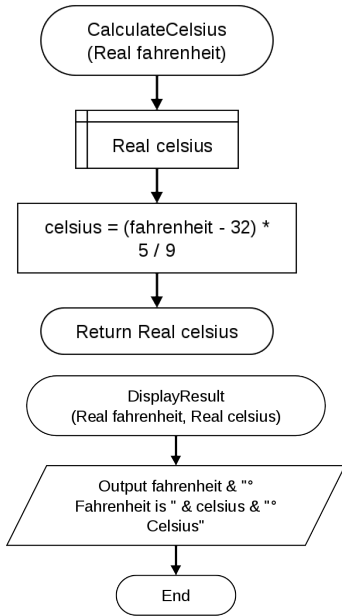 CalculateCelsius
(Real fahrenheit)
Real celsius
celsius = (fahrenheit - 32) *
5 / 9
Return Real celsius
DisplayResult
(Real fahrenheit, Real celsius)
Output fahrenheit & "°
Fahrenheit is " & celsius & "°
Celsius"
End